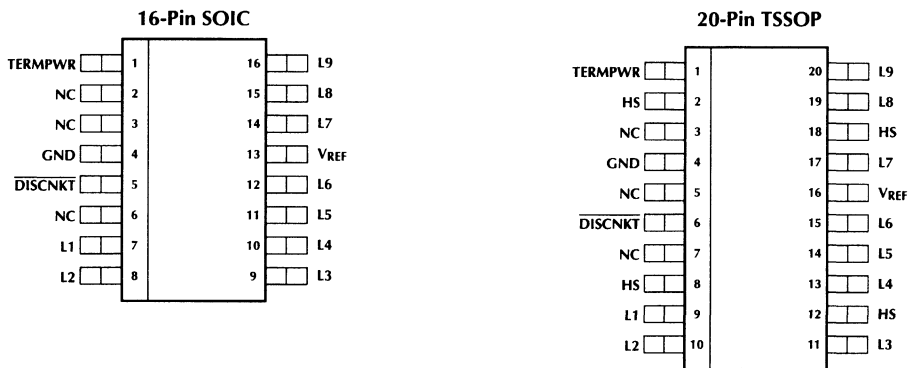 16-Pin SOIC
TERMPWR 1 16 L9
NC 2 15 L8
NC 3 14 L7
GND 4 13 VREF
DISCNKT 5 12 L6
NC 6 11 L5
L1 7 10 L4
L2 8 9 L3
20-Pin TSSOP
TERMPWR 1 20 L9
HS 2 19 L8
NC 3 18 HS
GND 4 17 L7
NC 5 16 VREF
DISCNKT 6 15 L6
NC 7 14 L5
HS 8 13 L4
L1 9 12 HS
L2 10 11 L3